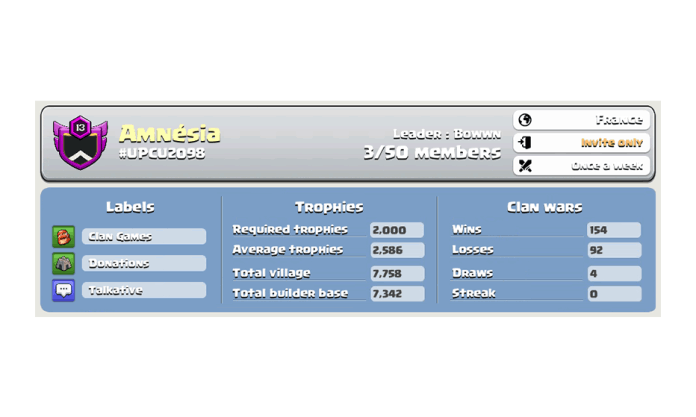 13
Amnésia
#UPCU2098
Leader : Bowwn
3/50 members
France
Invite only
Once a week
Labels
Clan Games
Donations
Talkative
Trophies
Required trophies 2,000
Average trophies 2,586
Total village 7,758
Total builder base 7,342
Clan wars
Wins 154
Losses 92
Draws 4
Streak 0